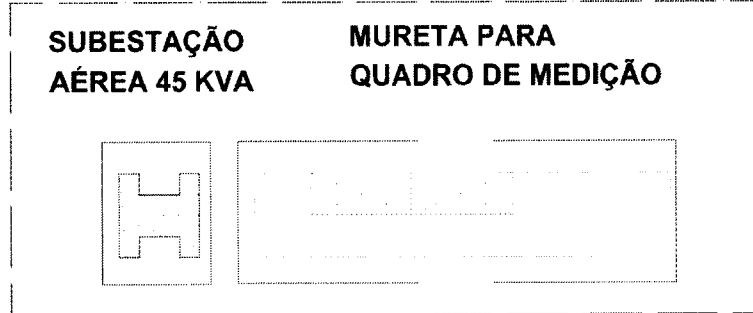 SUBESTAÇÃO
AÉREA 45 KVA
MURETA PARA
QUADRO DE MEDIÇÃO